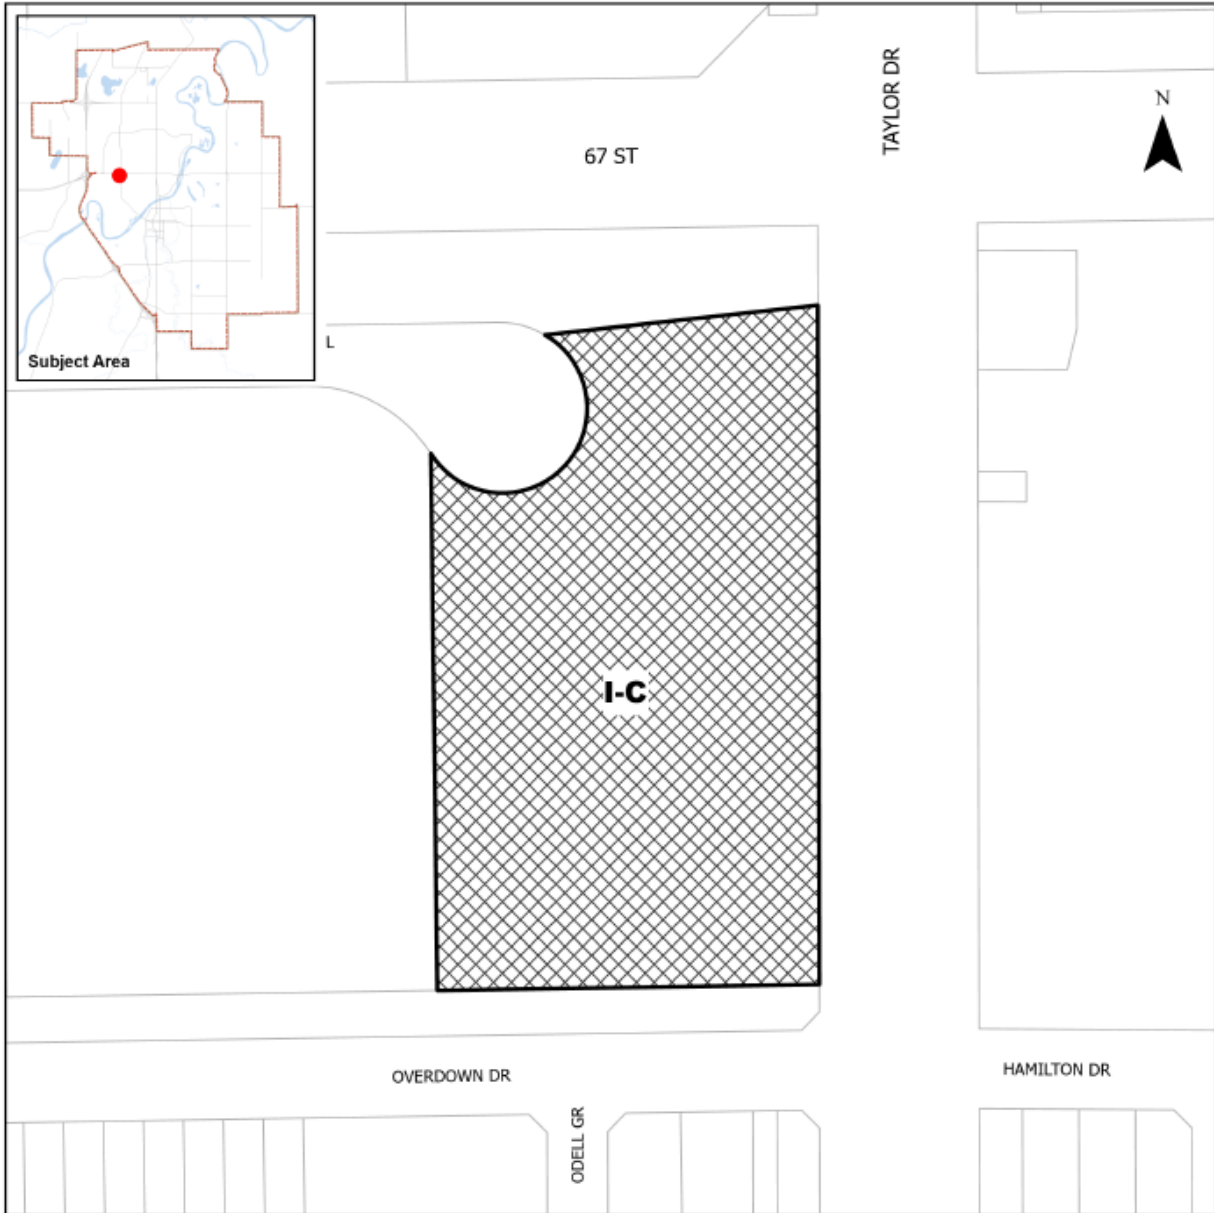 TAYLOR DR
N
67 ST
L
Subject Area
I-C
OVERDOWN DR
HAMILTON DR
ODELL GR